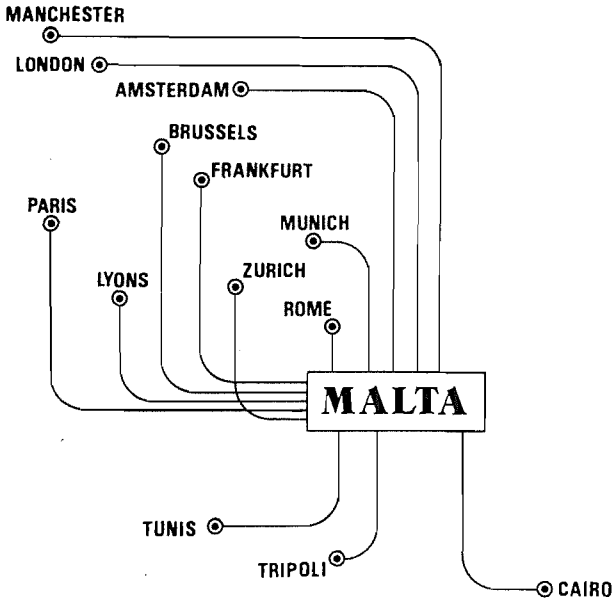 MANCHESTER
LONDON
AMSTERDAM
BRUSSELS
FRANKFURT
PARIS
MUNICH
ZURICH
LYONS
ROME
MALTA
TUNIS
TRIPOLI
CAIRO